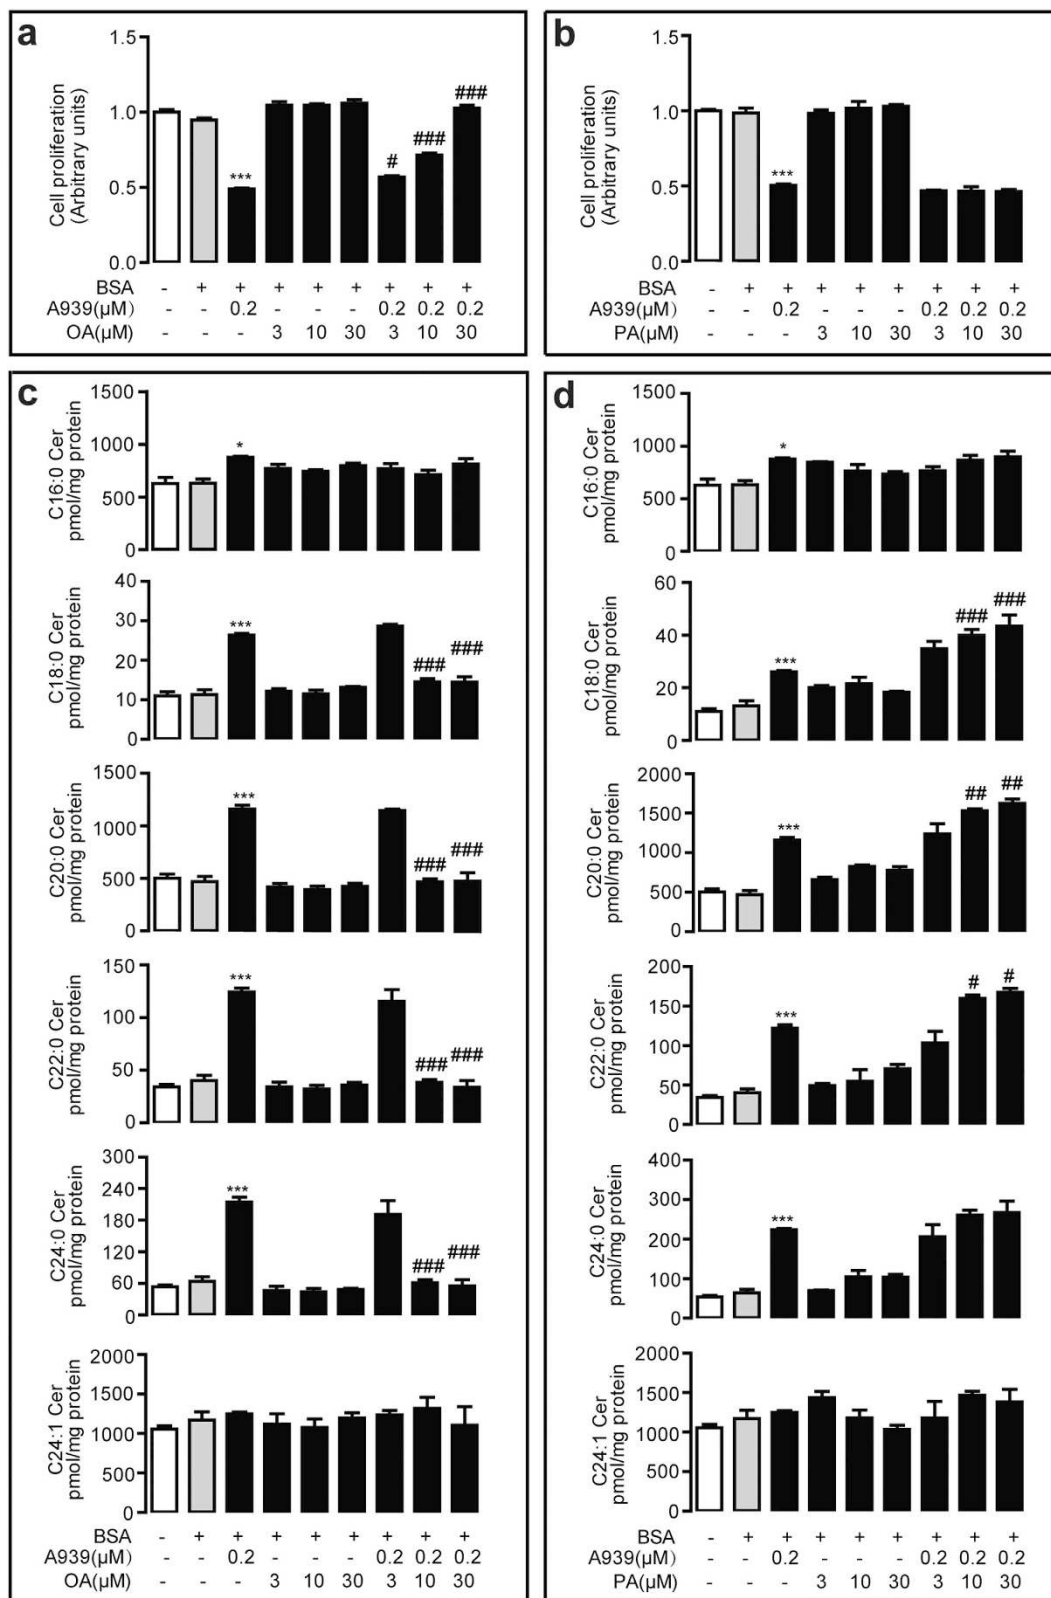 a
Cell proliferation
(Arbitrary units)
1.5
1.0
0.5
0.0
***
#
###
###
BSA - + + + + + + + +
A939(μM) - - 0.2 - - - 0.2 0.2 0.2
OA(μM) - - - 3 10 30 3 10 30
b
Cell proliferation
(Arbitrary units)
1.5
1.0
0.5
0.0
***
BSA - + + + + + + + +
A939(μM) - - 0.2 - - - 0.2 0.2 0.2
PA(μM) - - - 3 10 30 3 10 30
c
C16:0 Cer
pmol/mg protein
1500
1000
500
0
*
C18:0 Cer
pmol/mg protein
40
30
20
10
0
***
###
###
C20:0 Cer
pmol/mg protein
1500
1000
500
0
***
###
###
C22:0 Cer
pmol/mg protein
150
100
50
0
***
###
###
C24:0 Cer
pmol/mg protein
300
240
180
120
60
0
***
###
###
C24:1 Cer
pmol/mg protein
2000
1500
1000
500
0
BSA - + + + + + + + +
A939(μM) - - 0.2 - - - 0.2 0.2 0.2
OA(μM) - - - 3 10 30 3 10 30
d
C16:0 Cer
pmol/mg protein
1500
1000
500
0
*
C18:0 Cer
pmol/mg protein
60
40
20
0
***
###
###
C20:0 Cer
pmol/mg protein
2000
1500
1000
500
0
***
##
##
C22:0 Cer
pmol/mg protein
200
150
100
50
0
***
#
#
C24:0 Cer
pmol/mg protein
400
300
200
100
0
***
C24:1 Cer
pmol/mg protein
2000
1500
1000
500
0
BSA - + + + + + + + +
A939(μM) - - 0.2 - - - 0.2 0.2 0.2
PA(μM) - - - 3 10 30 3 10 30